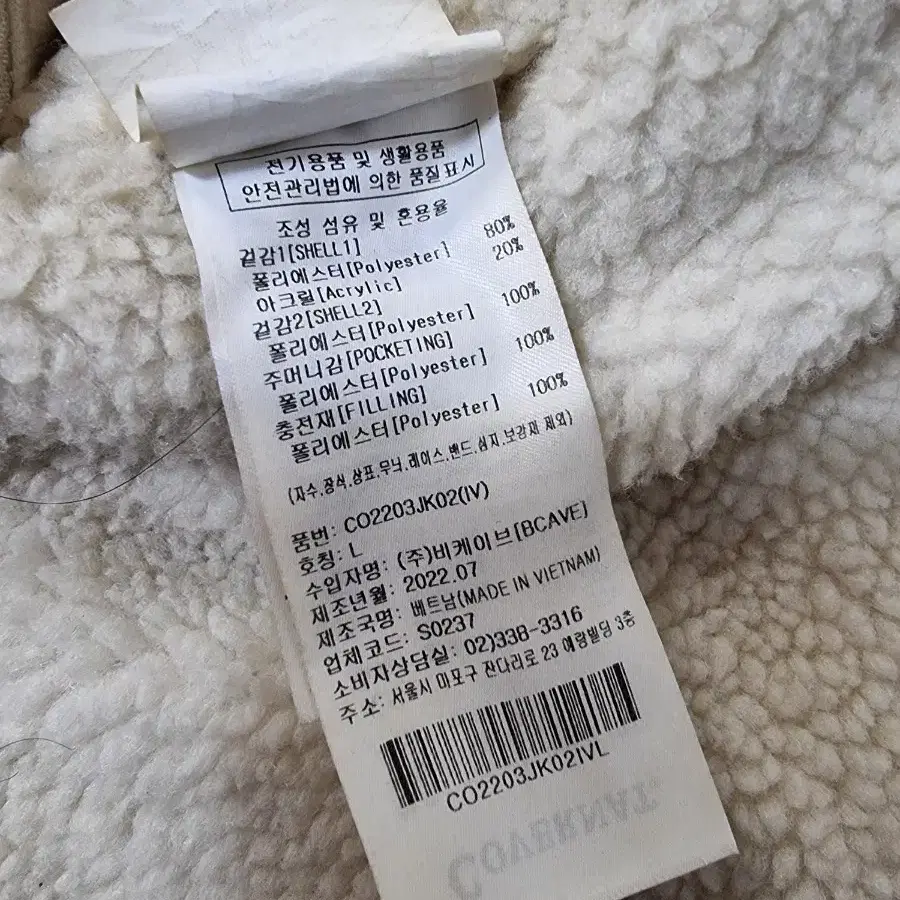 전기용품 및 생활용품
안전관리법에 의한 품질표시
조성 섬유 및 혼용율
겉감1[SHELL1]
폴리에스터[Polyester] 80%
아크릴[Acrylic] 20%
겉감2[SHELL2]
폴리에스터[Polyester] 100%
주머니감[POCKETING]
폴리에스터[Polyester] 100%
충전재[FILLING]
폴리에스터[Polyester] 100%
(자수,장식,상표,무늬,레이스,밴드,심지,보강재 제외)
품번: CO2203JK02(IV)
호칭: L
수입자명: (주)비케이브[BCAVE]
제조년월: 2022.07
제조국명: 베트남(MADE IN VIETNAM)
업체코드: S0237
소비자상담실: 02)338-3316
주소: 서울시 마포구 잔다리로 23 예령빌딩 3층
CO2203JK02IVL
COVERNAT